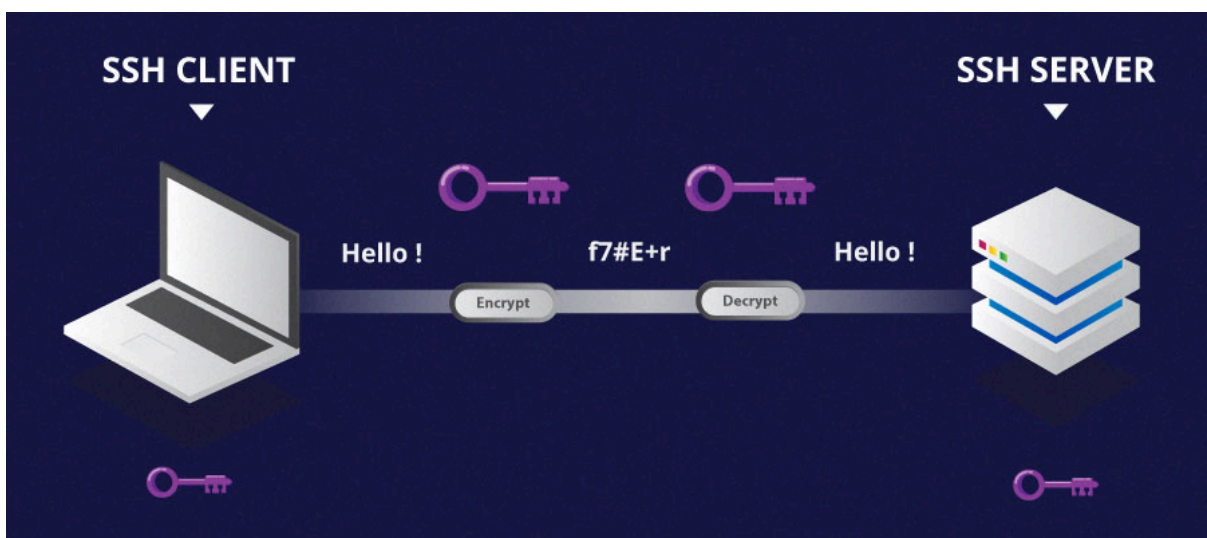 SSH CLIENT
SSH SERVER
Hello !
f7#E+r
Hello !
Encrypt
Decrypt